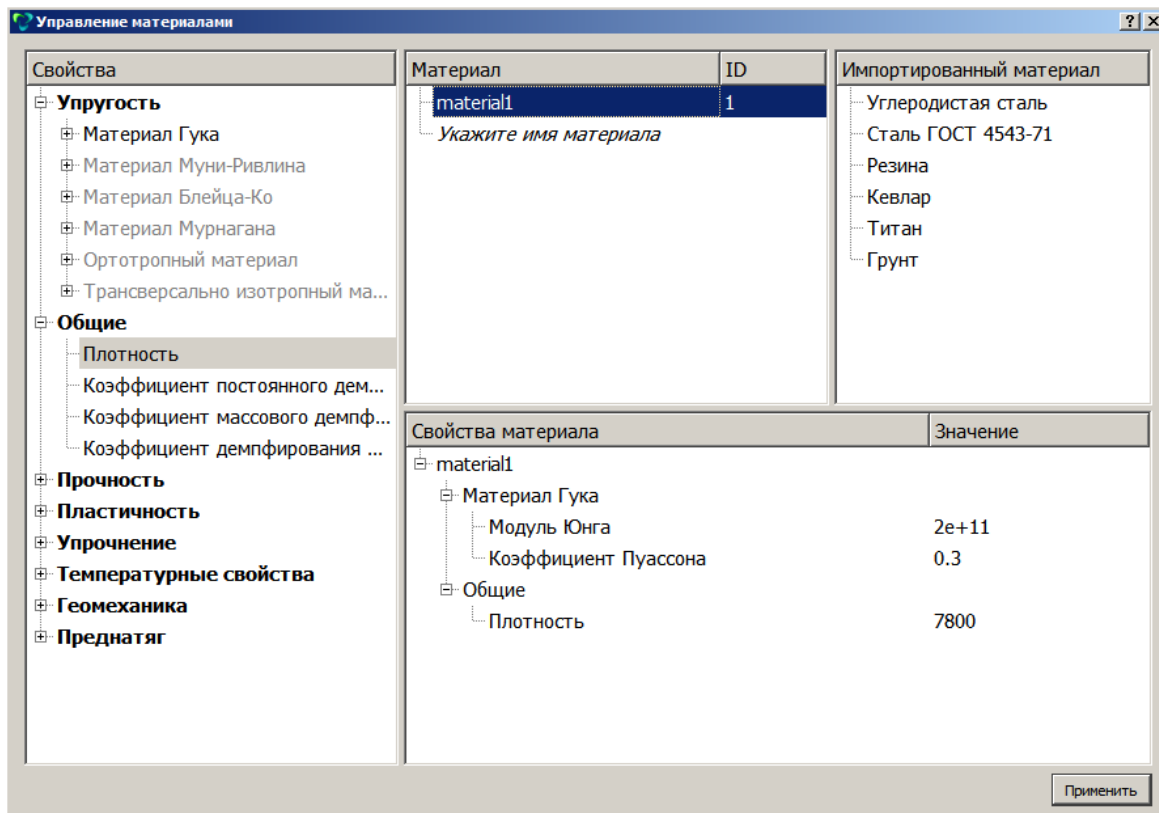 Управление материалами
Свойства
Упругость
Материал Гука
Материал Муни-Ривлина
Материал Блейца-Ко
Материал Мурнагана
Ортотропный материал
Трансверсально изотропный ма...
Общие
Плотность
Коэффициент постоянного дем...
Коэффициент массового демпф...
Коэффициент демпфирования ...
Прочность
Пластичность
Упрочнение
Температурные свойства
Геомеханика
Преднатяг
Материал ID
material1 1
Укажите имя материала
Импортированный материал
Углеродистая сталь
Сталь ГОСТ 4543-71
Резина
Кевлар
Титан
Грунт
Свойства материала Значение
material1
Материал Гука
Модуль Юнга 2e+11
Коэффициент Пуассона 0.3
Общие
Плотность 7800
Применить